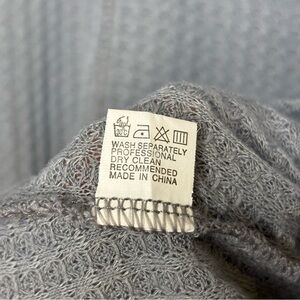 WASH SEPARATELY
PROFESSIONAL
DRY CLEAN
RECOMMENDED
MADE IN CHINA